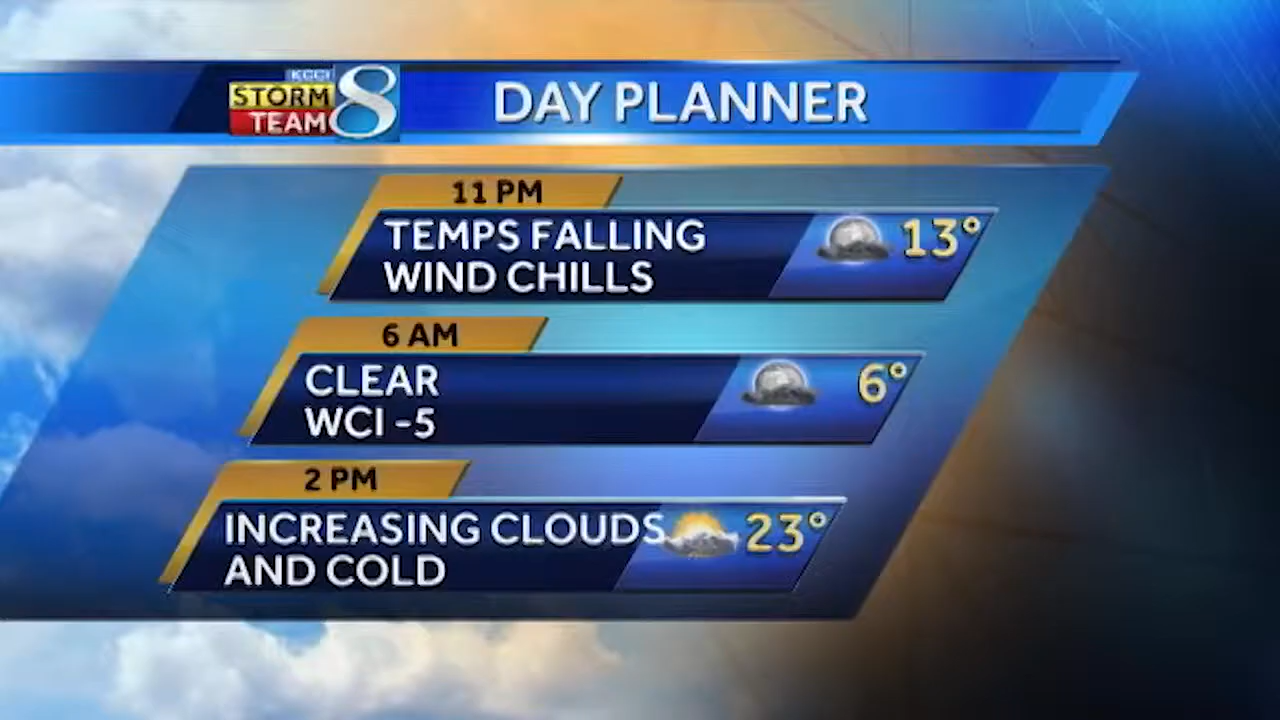 KCCI
STORM
TEAM
8
DAY PLANNER
11 PM
TEMPS FALLING
WIND CHILLS
13°
6 AM
CLEAR
WCI -5
6°
2 PM
INCREASING CLOUDS
AND COLD
23°